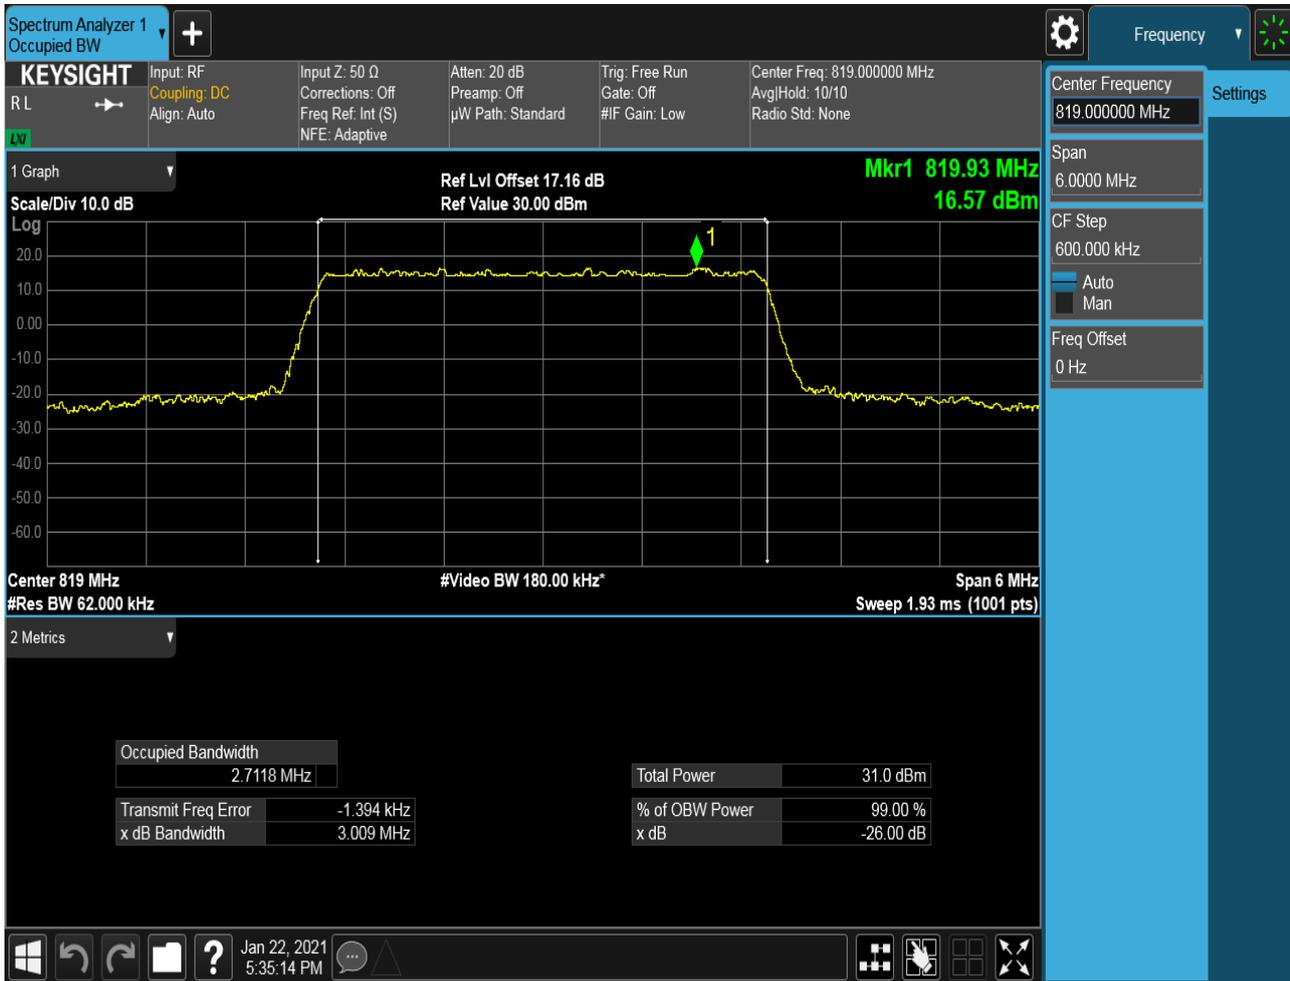 Spectrum Analyzer 1
Occupied BW
Frequency
KEYSIGHT
R L
LXI
Input: RF
Coupling: DC
Align: Auto
Input Z: 50 Ω
Corrections: Off
Freq Ref: Int (S)
NFE: Adaptive
Atten: 20 dB
Preamp: Off
µW Path: Standard
Trig: Free Run
Gate: Off
#IF Gain: Low
Center Freq: 819.000000 MHz
Avg|Hold: 10/10
Radio Std: None
Center Frequency
819.000000 MHz
Settings
Span
6.0000 MHz
CF Step
600.000 kHz
Auto
Man
Freq Offset
0 Hz
1 Graph
Scale/Div 10.0 dB
Ref Lvl Offset 17.16 dB
Ref Value 30.00 dBm
Mkr1 819.93 MHz
16.57 dBm
Log
1
20.0
10.0
0.00
-10.0
-20.0
-30.0
-40.0
-50.0
-60.0
Center 819 MHz
#Res BW 62.000 kHz
#Video BW 180.00 kHz*
Span 6 MHz
Sweep 1.93 ms (1001 pts)
2 Metrics
Occupied Bandwidth
2.7118 MHz
Transmit Freq Error -1.394 kHz
x dB Bandwidth 3.009 MHz
Total Power 31.0 dBm
% of OBW Power 99.00 %
x dB -26.00 dB
?
Jan 22, 2021
5:35:14 PM